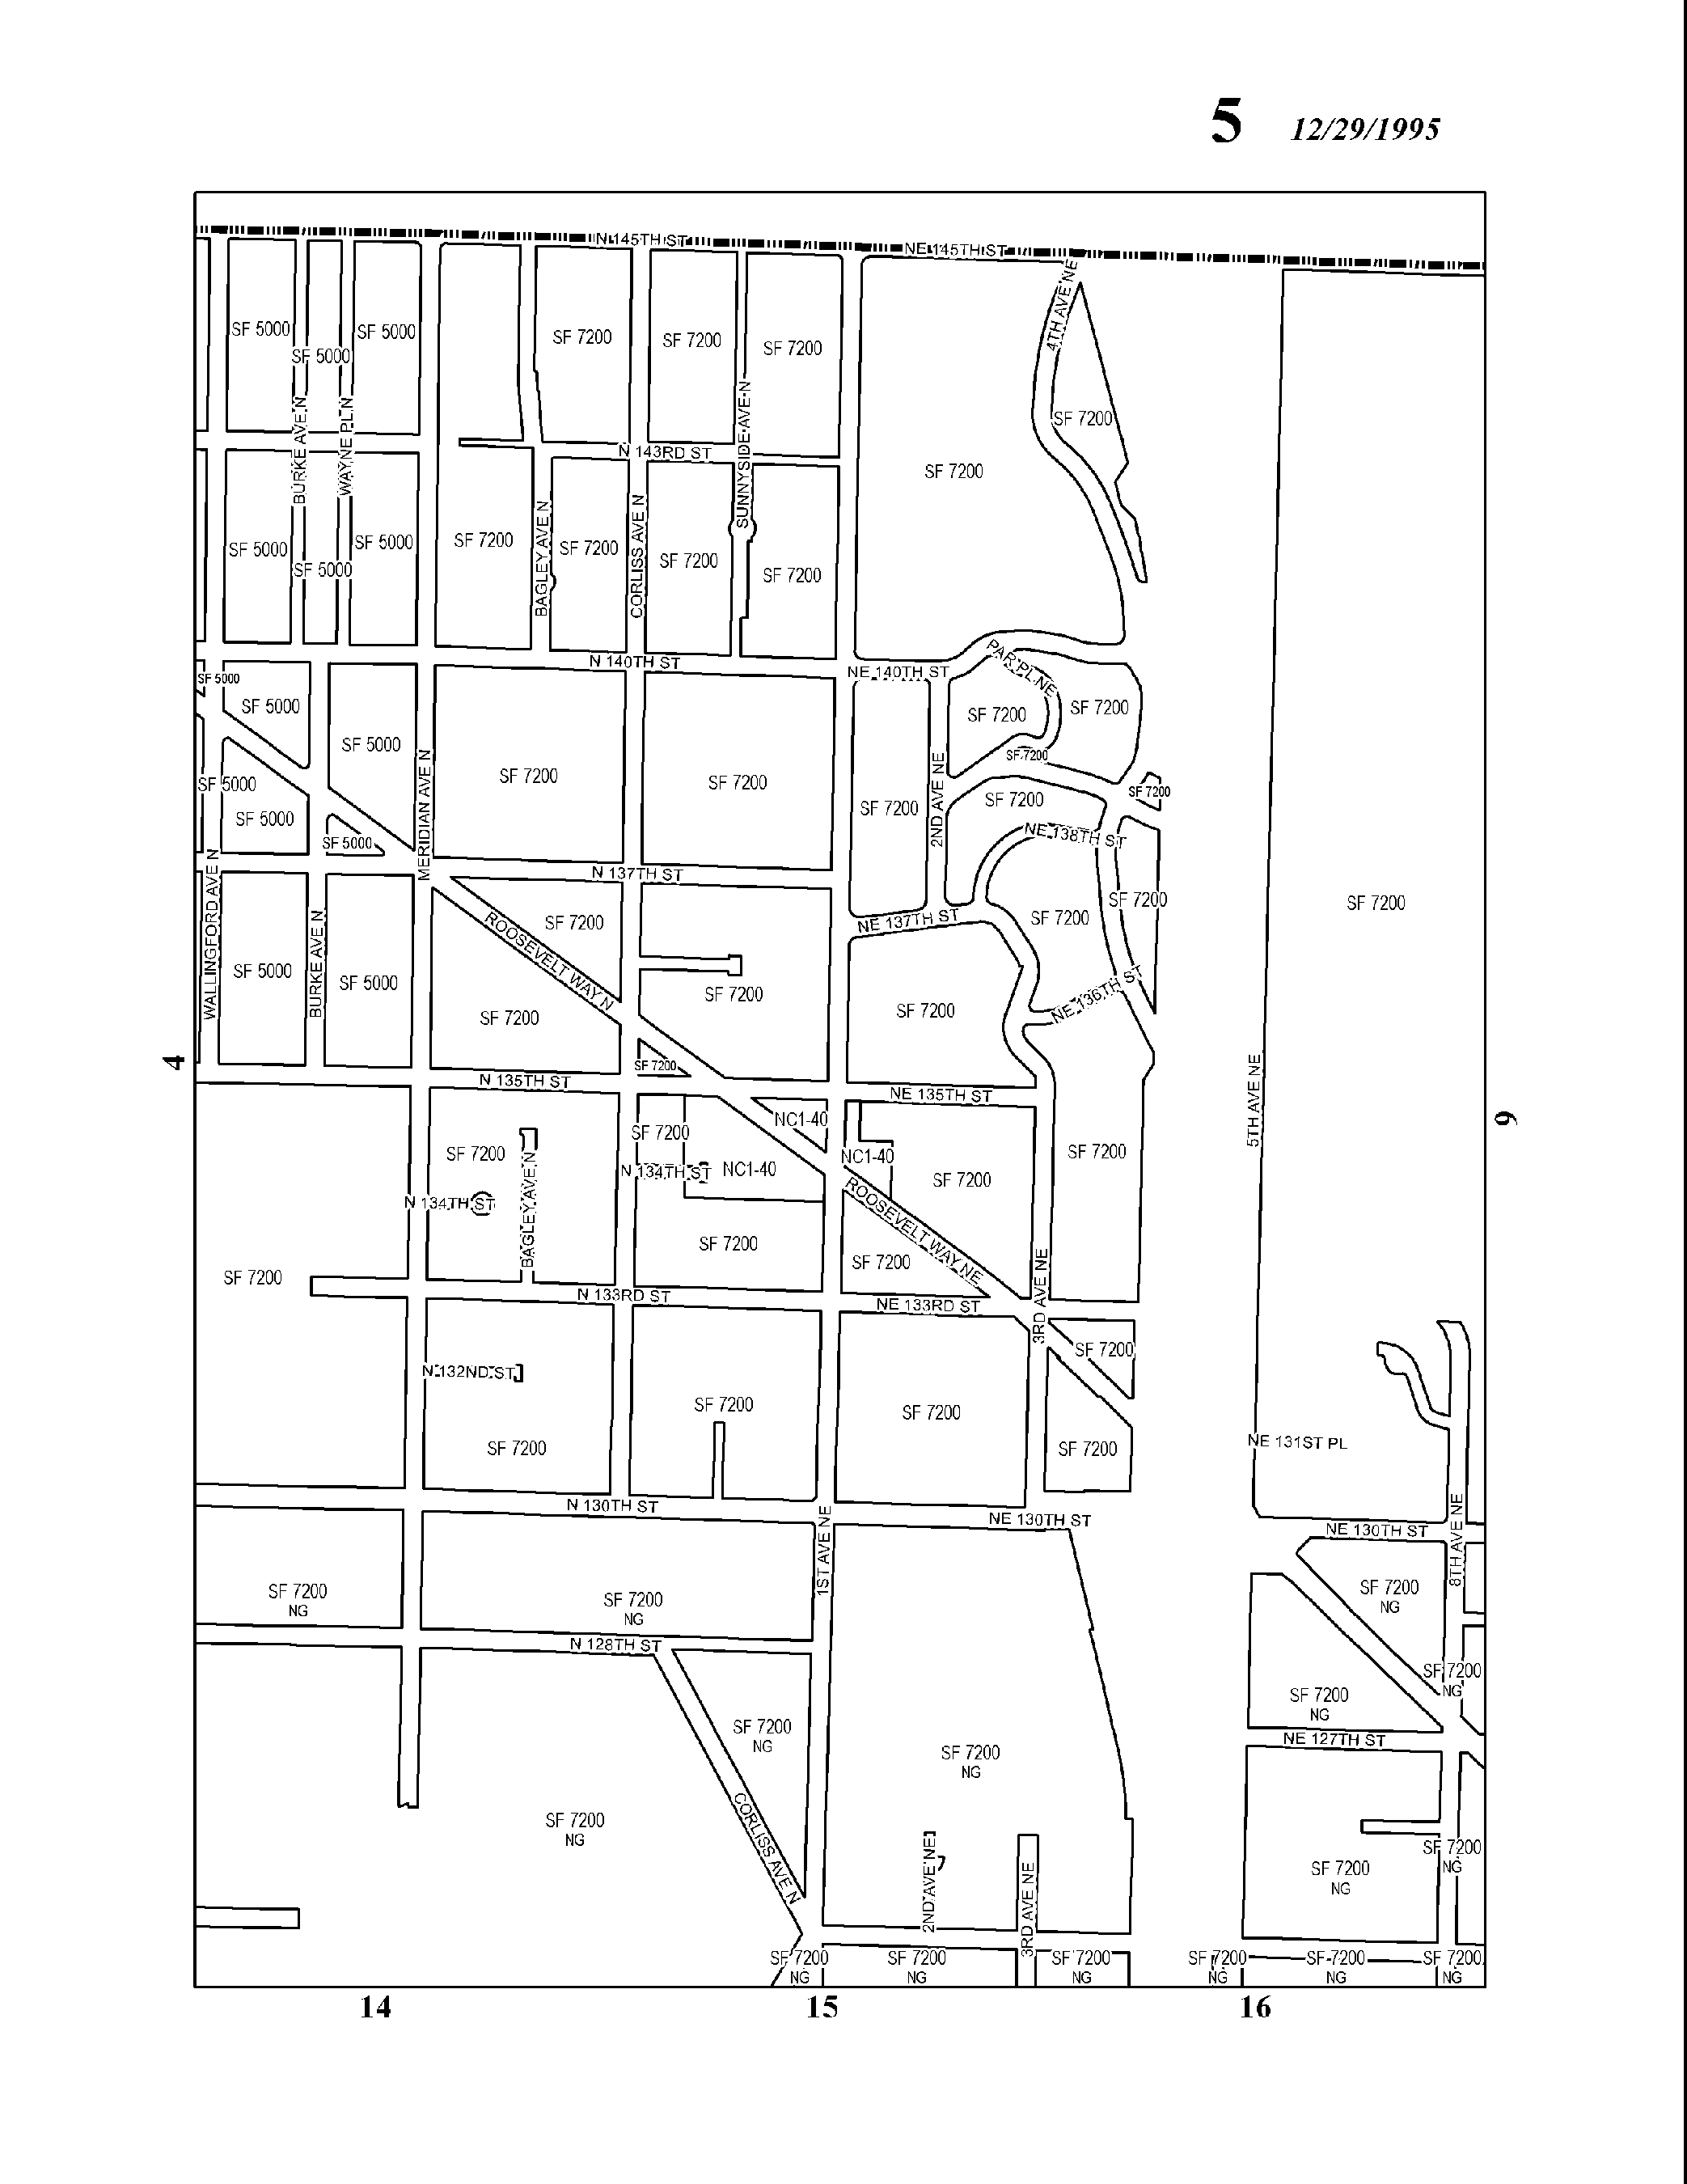 5 12/29/1995
N 145TH ST
NE 145TH ST
4TH AVE NE
SF 5000
SF 5000
SF 5000
SF 7200
SF 7200
SF 7200
SF 7200
SF 7200
BURKE AVE N
WAYNE PL N
SUNNYSIDE AVE N
N 143RD ST
BAGLEY AVE N
CORLISS AVE N
SF 5000
SF 5000
SF 5000
SF 7200
SF 7200
SF 7200
SF 7200
N 140TH ST
NE 140TH ST
PAR PL NE
SF 5000
SF 5000
SF 5000
SF 7200
SF 7200
SF 7200
SF 7200
SF 7200
SF 7200
SF 7200
SF 7200
SF 7200
SF 5000
SF 5000
SF 5000
MERIDIAN AVE N
2ND AVE NE
NE 138TH ST
N 137TH ST
NE 137TH ST
SF 7200
SF 7200
SF 7200
SF 7200
WALLINGFORD AVE N
BURKE AVE N
ROOSEVELT WAY N
SF 5000
SF 5000
SF 7200
SF 7200
SF 7200
NE 136TH ST
4
SF 7200
N 135TH ST
NE 135TH ST
5TH AVE NE
6
NC1-40
SF 7200
SF 7200
NC1-40
NC1-40
SF 7200
SF 7200
N 134TH ST
N 134TH ST
BAGLEY AVE N
ROOSEVELT WAY NE
SF 7200
SF 7200
SF 7200
N 133RD ST
NE 133RD ST
3RD AVE NE
SF 7200
N 132ND ST
SF 7200
SF 7200
SF 7200
SF 7200
NE 131ST PL
N 130TH ST
NE 130TH ST
NE 130TH ST
1ST AVE NE
8TH AVE NE
SF 7200
NG
SF 7200
NG
SF 7200
NG
N 128TH ST
SF 7200
NG
SF 7200
NG
SF 7200
NG
NE 127TH ST
SF 7200
NG
SF 7200
NG
CORLISS AVE N
SF 7200
NG
SF 7200
NG
2ND AVE NE
3RD AVE NE
SF 7200
NG
SF 7200
NG
SF 7200
NG
SF 7200
NG
SF 7200
NG
SF 7200
NG
14
15
16